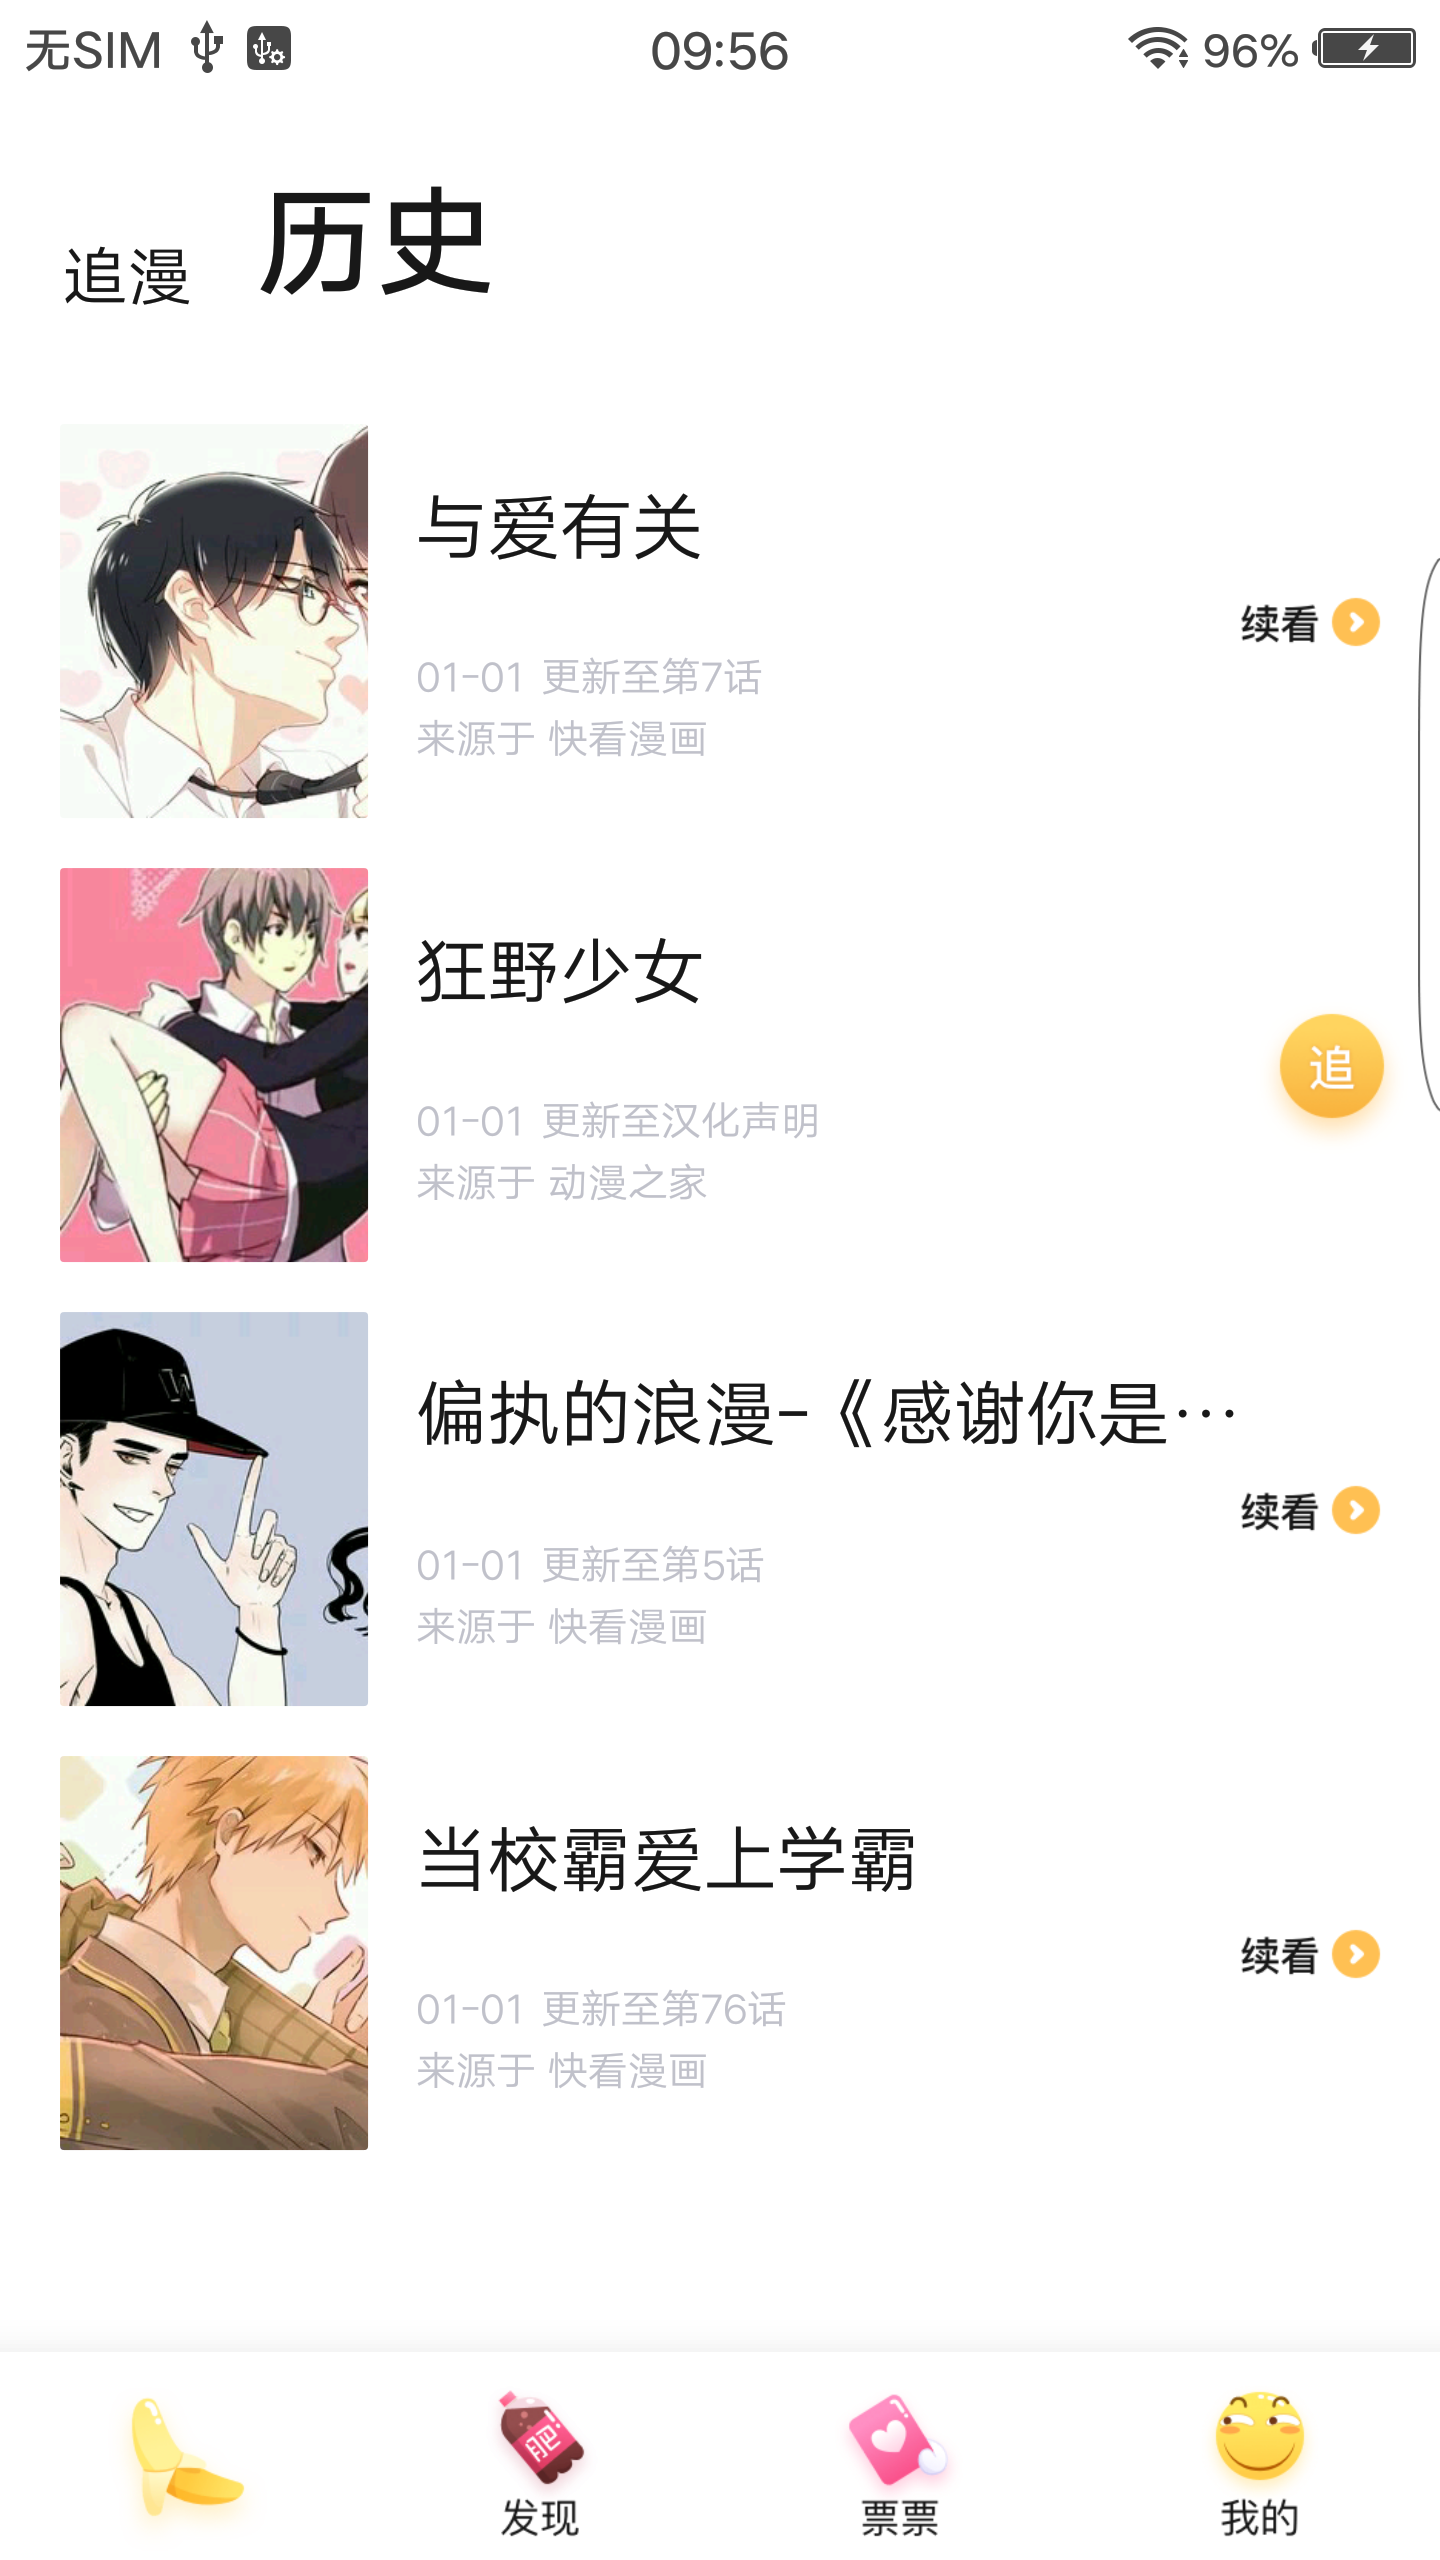 无SIM 09:56 96%
追漫 历史
与爱有关
续看
01-01 更新至第7话
来源于 快看漫画
狂野少女
追
01-01 更新至汉化声明
来源于 动漫之家
W
偏执的浪漫-《感谢你是…
续看
01-01 更新至第5话
来源于 快看漫画
当校霸爱上学霸
续看
01-01 更新至第76话
来源于 快看漫画
肥
发现 票票 我的